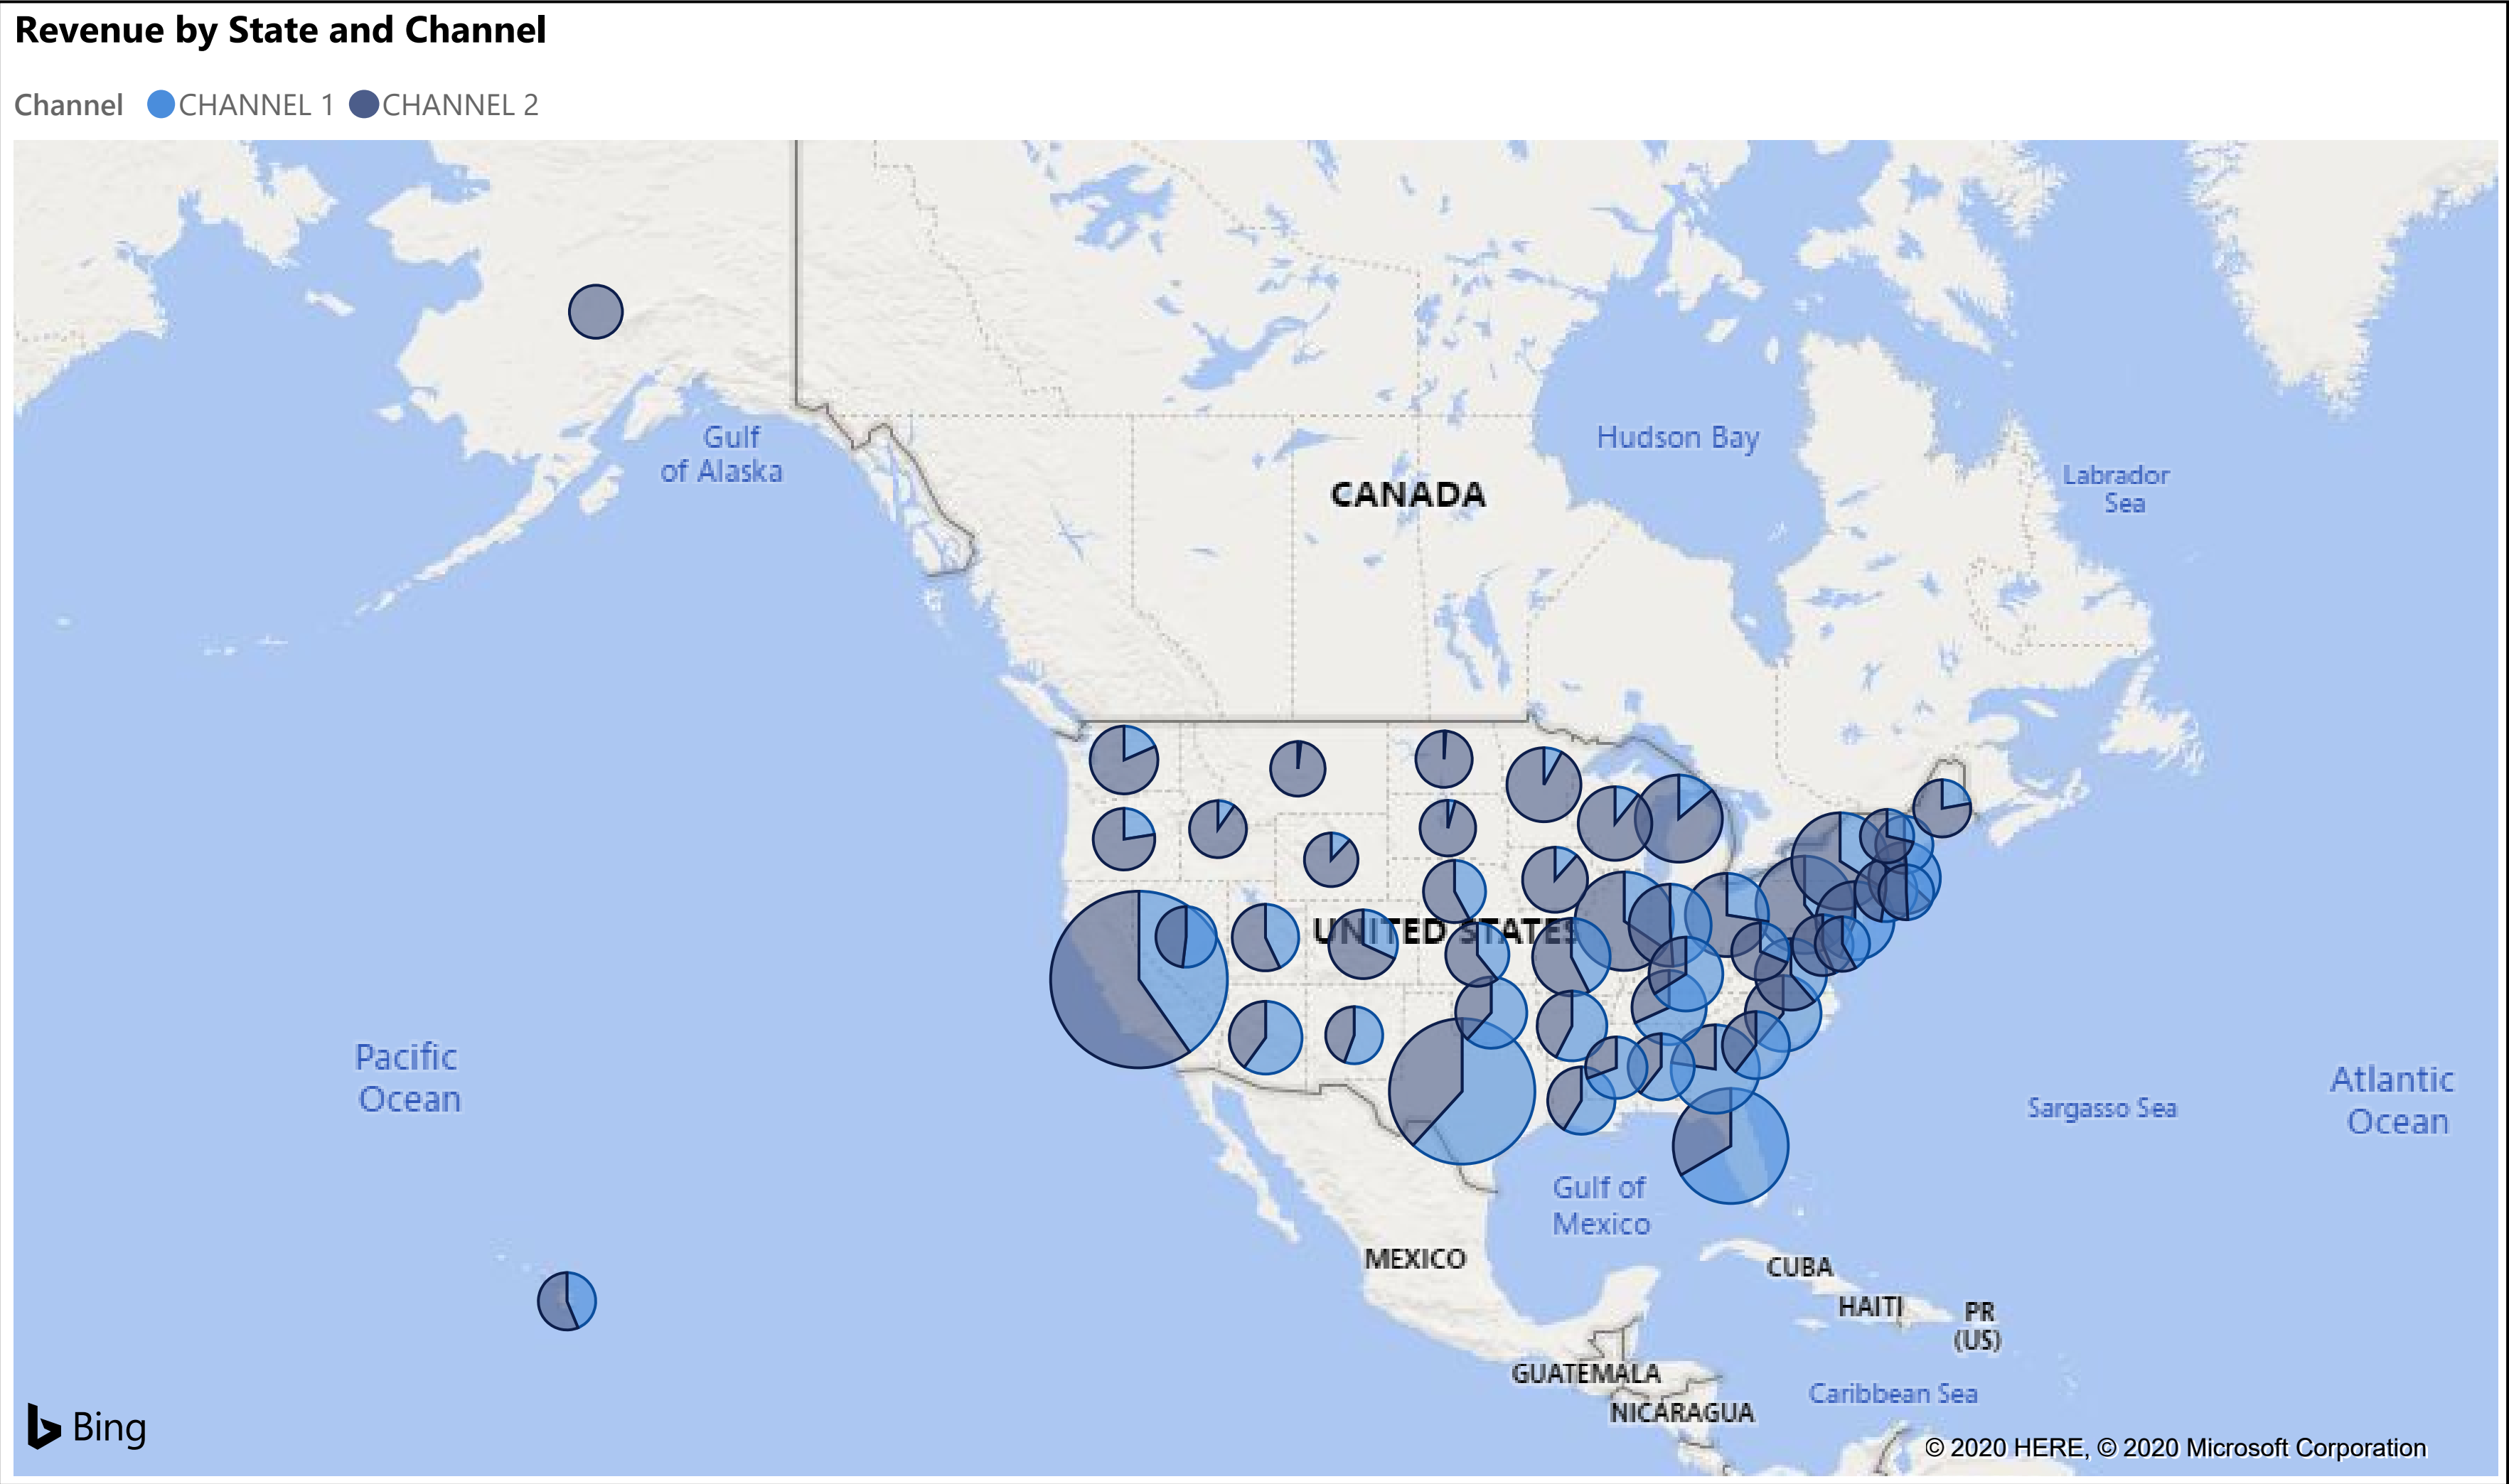 Revenue by State and Channel
Channel CHANNEL 1 CHANNEL 2
Gulf
of Alaska
Hudson Bay
Labrador
Sea
CANADA
UNITED STATES
Pacific
Ocean
Atlantic
Ocean
Sargasso Sea
Gulf of
Mexico
MEXICO
CUBA
HAITI
PR
(US)
GUATEMALA
Caribbean Sea
NICARAGUA
Bing
© 2020 HERE, © 2020 Microsoft Corporation